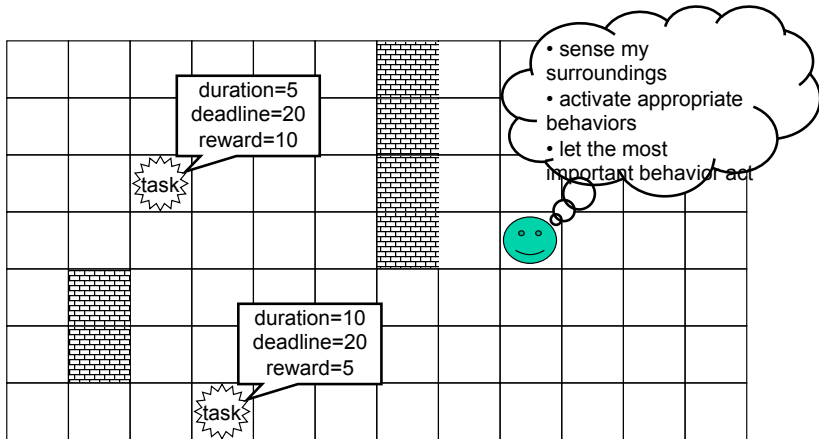 • sense my
surroundings
• activate appropriate
behaviors
• let the most
important behavior act
duration=5
deadline=20
reward=10
task
duration=10
deadline=20
reward=5
task